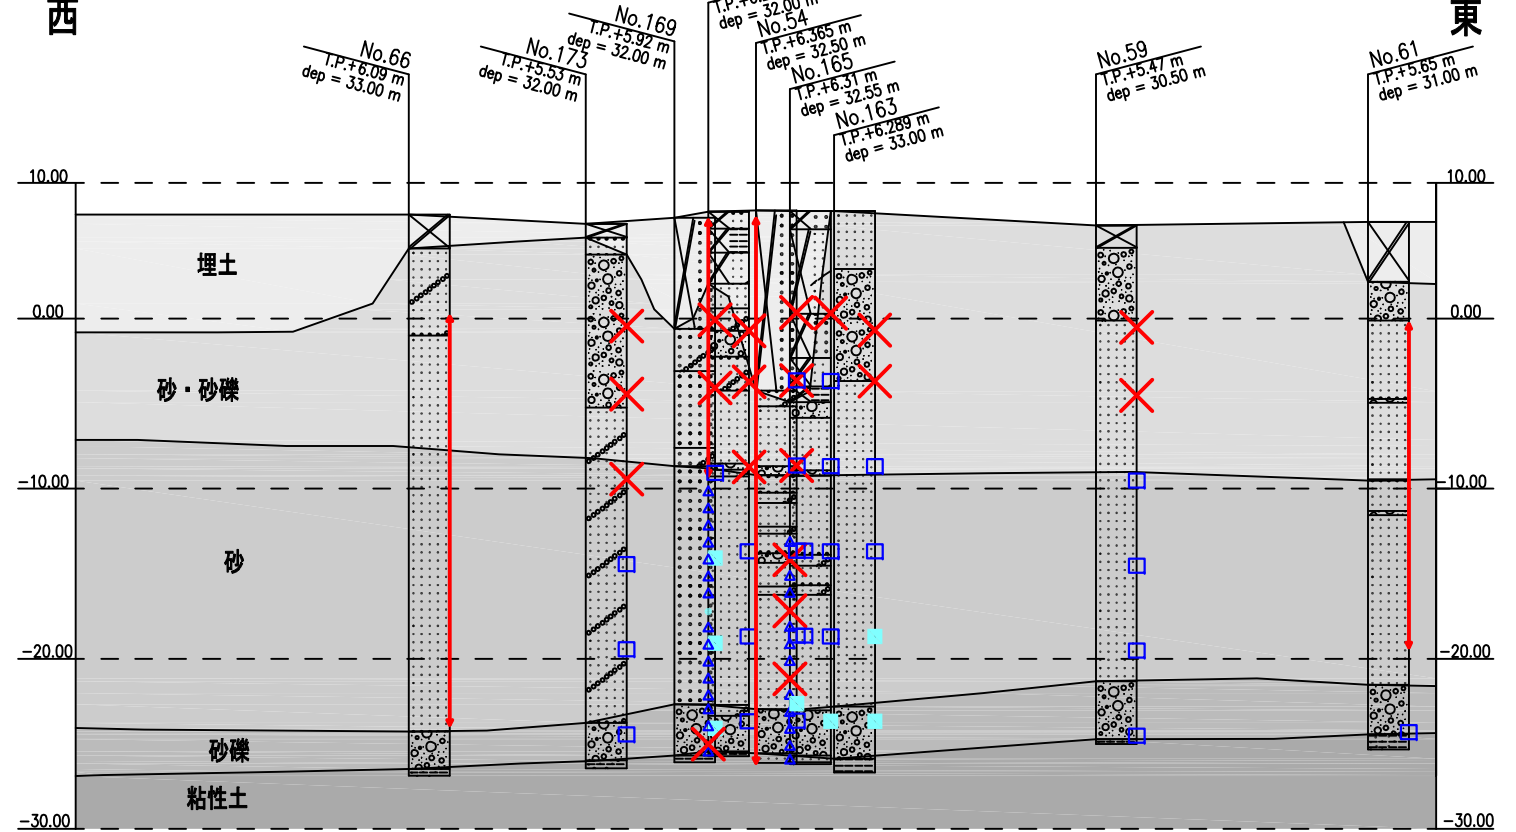 西
東
dep = 32.00 m
No.169
T.P.+5.92 m
dep = 32.00 m
No.54
T.P.+6.365 m
dep = 32.50 m
No.66
T.P.+6.09 m
dep = 33.00 m
No.173
T.P.+5.53 m
dep = 32.00 m
No.165
T.P.+6.31 m
dep = 32.55 m
No.163
T.P.+6.289 m
dep = 33.00 m
No.59
T.P.+5.47 m
dep = 30.50 m
No.61
T.P.+5.65 m
dep = 31.00 m
10.00
10.00
埋土
0.00
0.00
砂・砂礫
-10.00
-10.00
砂
-20.00
-20.00
砂礫
粘性土
-30.00
-30.00